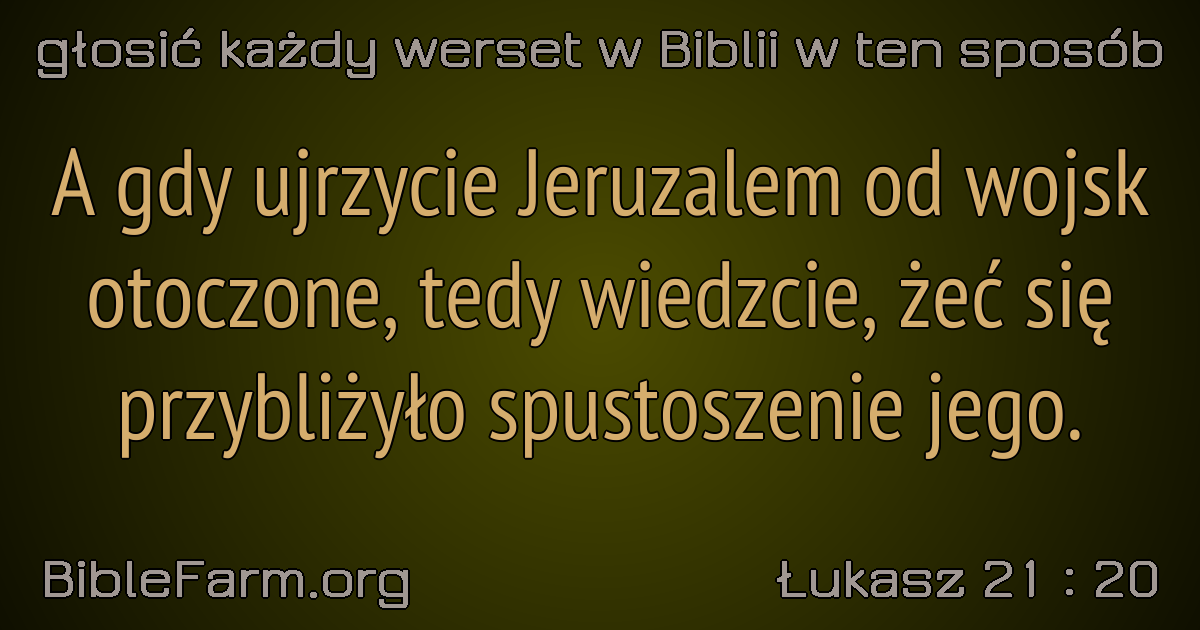 głosić każdy werset w Biblii w ten sposób
A gdy ujrzycie Jeruzalem od wojsk
otoczone, tedy wiedzcie, żeć się
przybliżyło spustoszenie jego.
BibleFarm.org
Łukasz 21 : 20